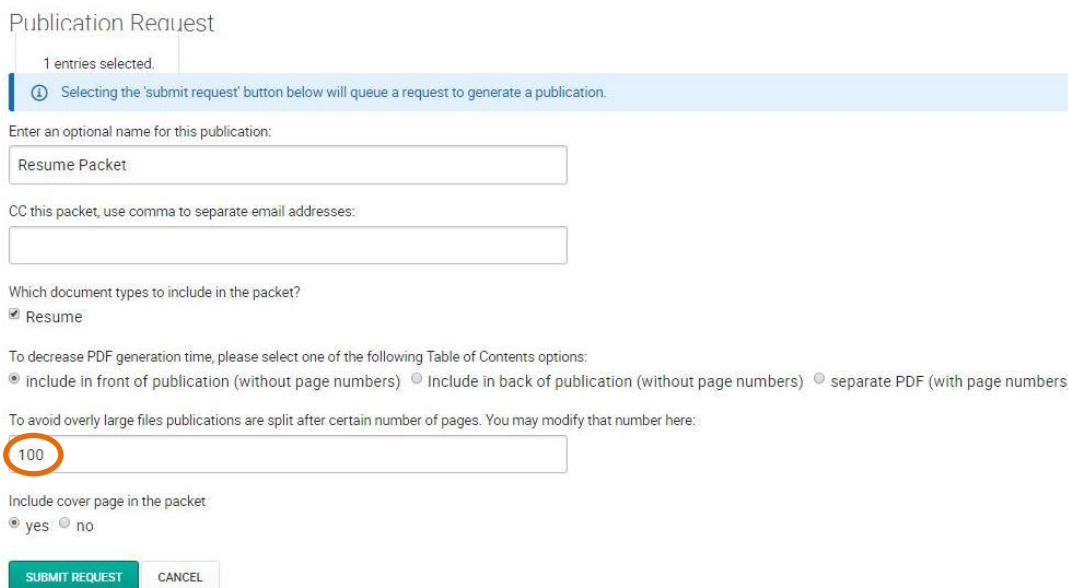 Publication Request
1 entries selected.
Selecting the 'submit request' button below will queue a request to generate a publication.
Enter an optional name for this publication:
Resume Packet
CC this packet, use comma to separate email addresses:
Which document types to include in the packet?
Resume
To decrease PDF generation time, please select one of the following Table of Contents options:
include in front of publication (without page numbers) Include in back of publication (without page numbers) separate PDF (with page numbers)
To avoid overly large files publications are split after certain number of pages. You may modify that number here:
100
Include cover page in the packet
yes no
SUBMIT REQUEST CANCEL